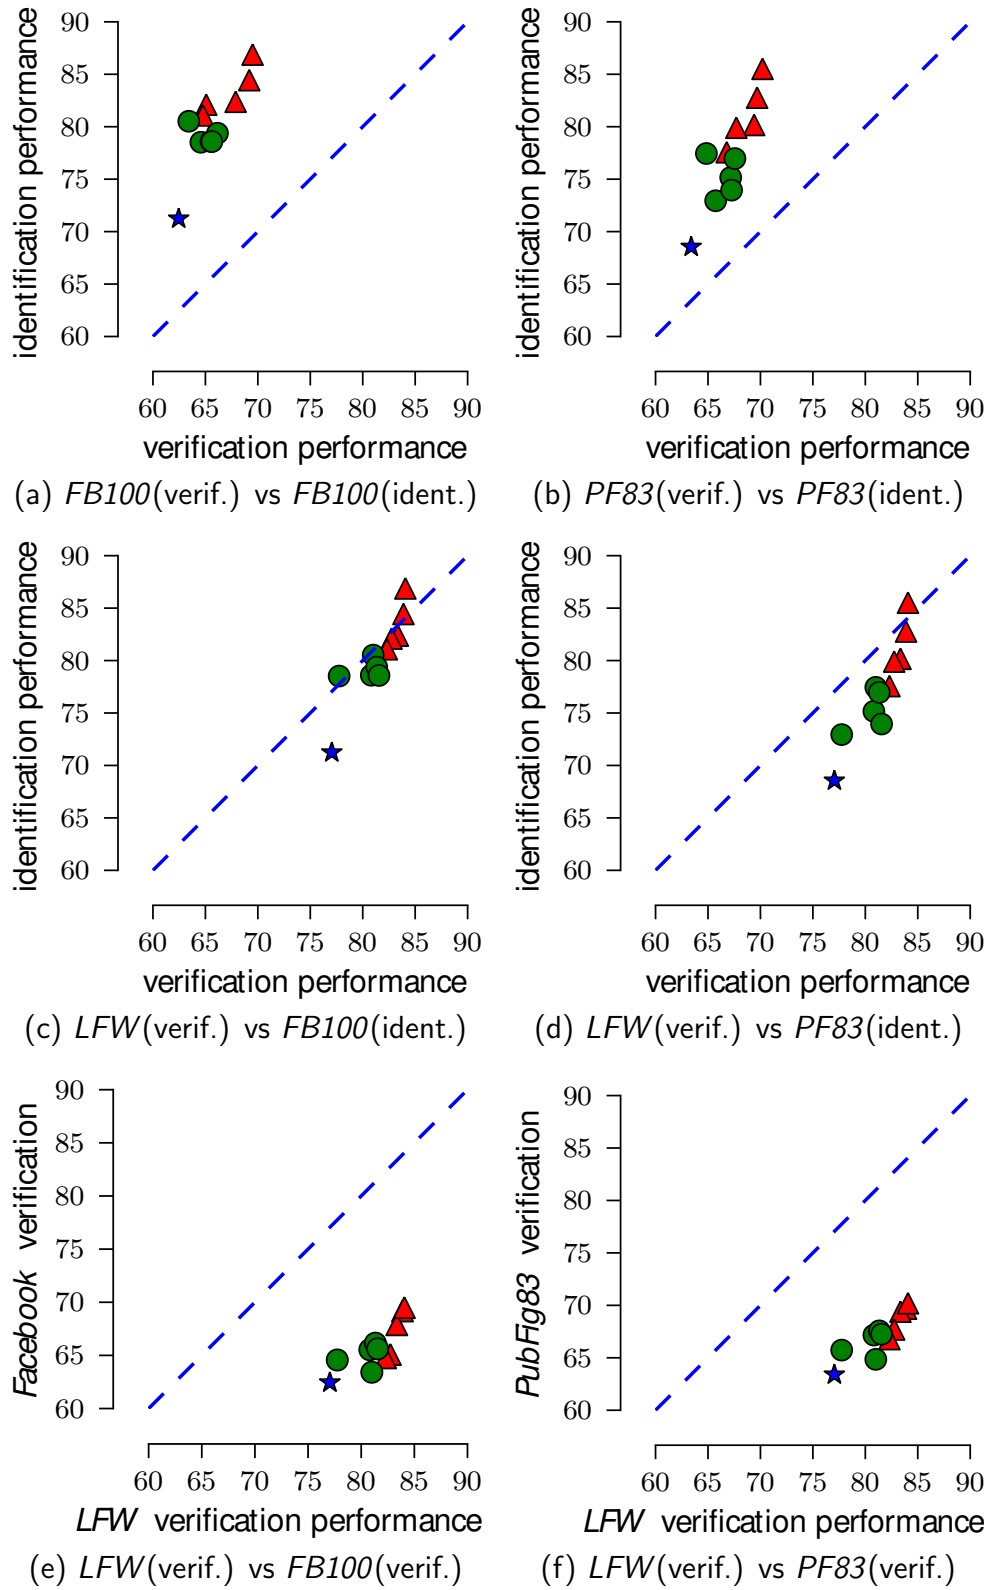 90
85
80
75
70
65
60
identification performance
60 65 70 75 80 85 90
verification performance
(a) FB100(verif.) vs FB100(ident.)
90
85
80
75
70
65
60
identification performance
60 65 70 75 80 85 90
verification performance
(b) PF83(verif.) vs PF83(ident.)
90
85
80
75
70
65
60
identification performance
60 65 70 75 80 85 90
verification performance
(c) LFW(verif.) vs FB100(ident.)
90
85
80
75
70
65
60
identification performance
60 65 70 75 80 85 90
verification performance
(d) LFW(verif.) vs PF83(ident.)
90
85
80
75
70
65
60
Facebook verification
60 65 70 75 80 85 90
LFW verification performance
(e) LFW(verif.) vs FB100(verif.)
90
85
80
75
70
65
60
PubFig83 verification
60 65 70 75 80 85 90
LFW verification performance
(f) LFW(verif.) vs PF83(verif.)